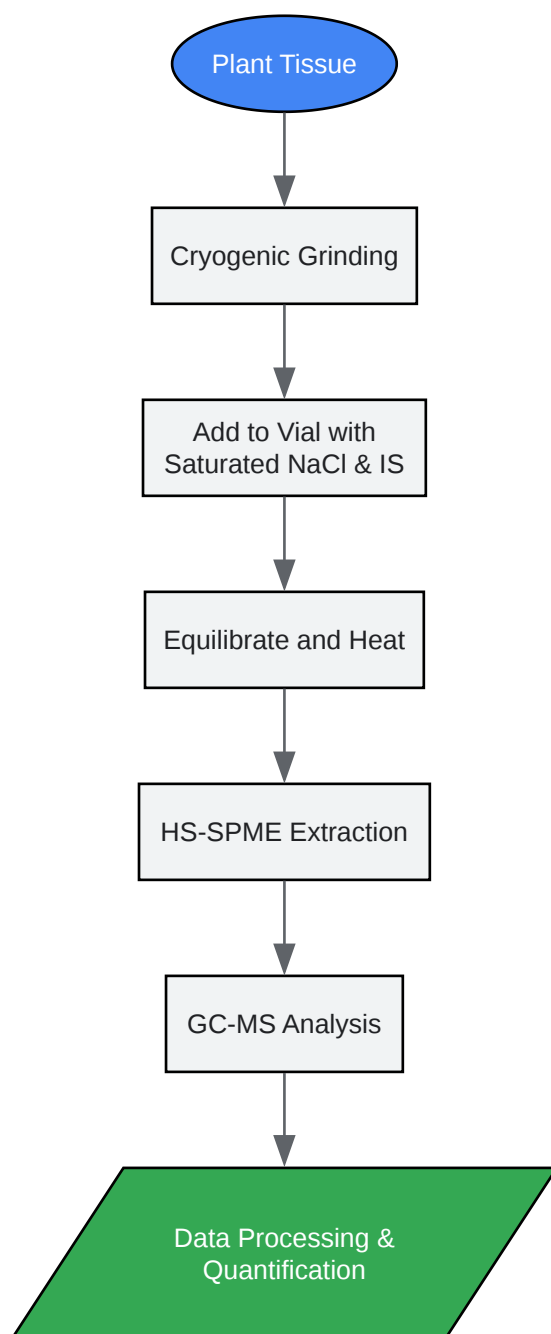 Plant Tissue
Cryogenic Grinding
Add to Vial with
Saturated NaCl & IS
Equilibrate and Heat
HS-SPME Extraction
GC-MS Analysis
Data Processing &
Quantification